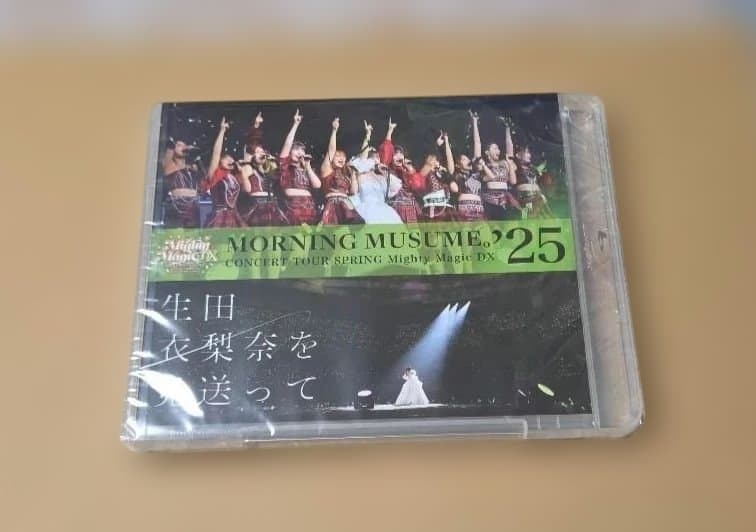 Mighty
Magic DX
MORNING MUSUME。'25
CONCERT TOUR SPRING Mighty Magic DX
生田
衣梨奈を
見送って